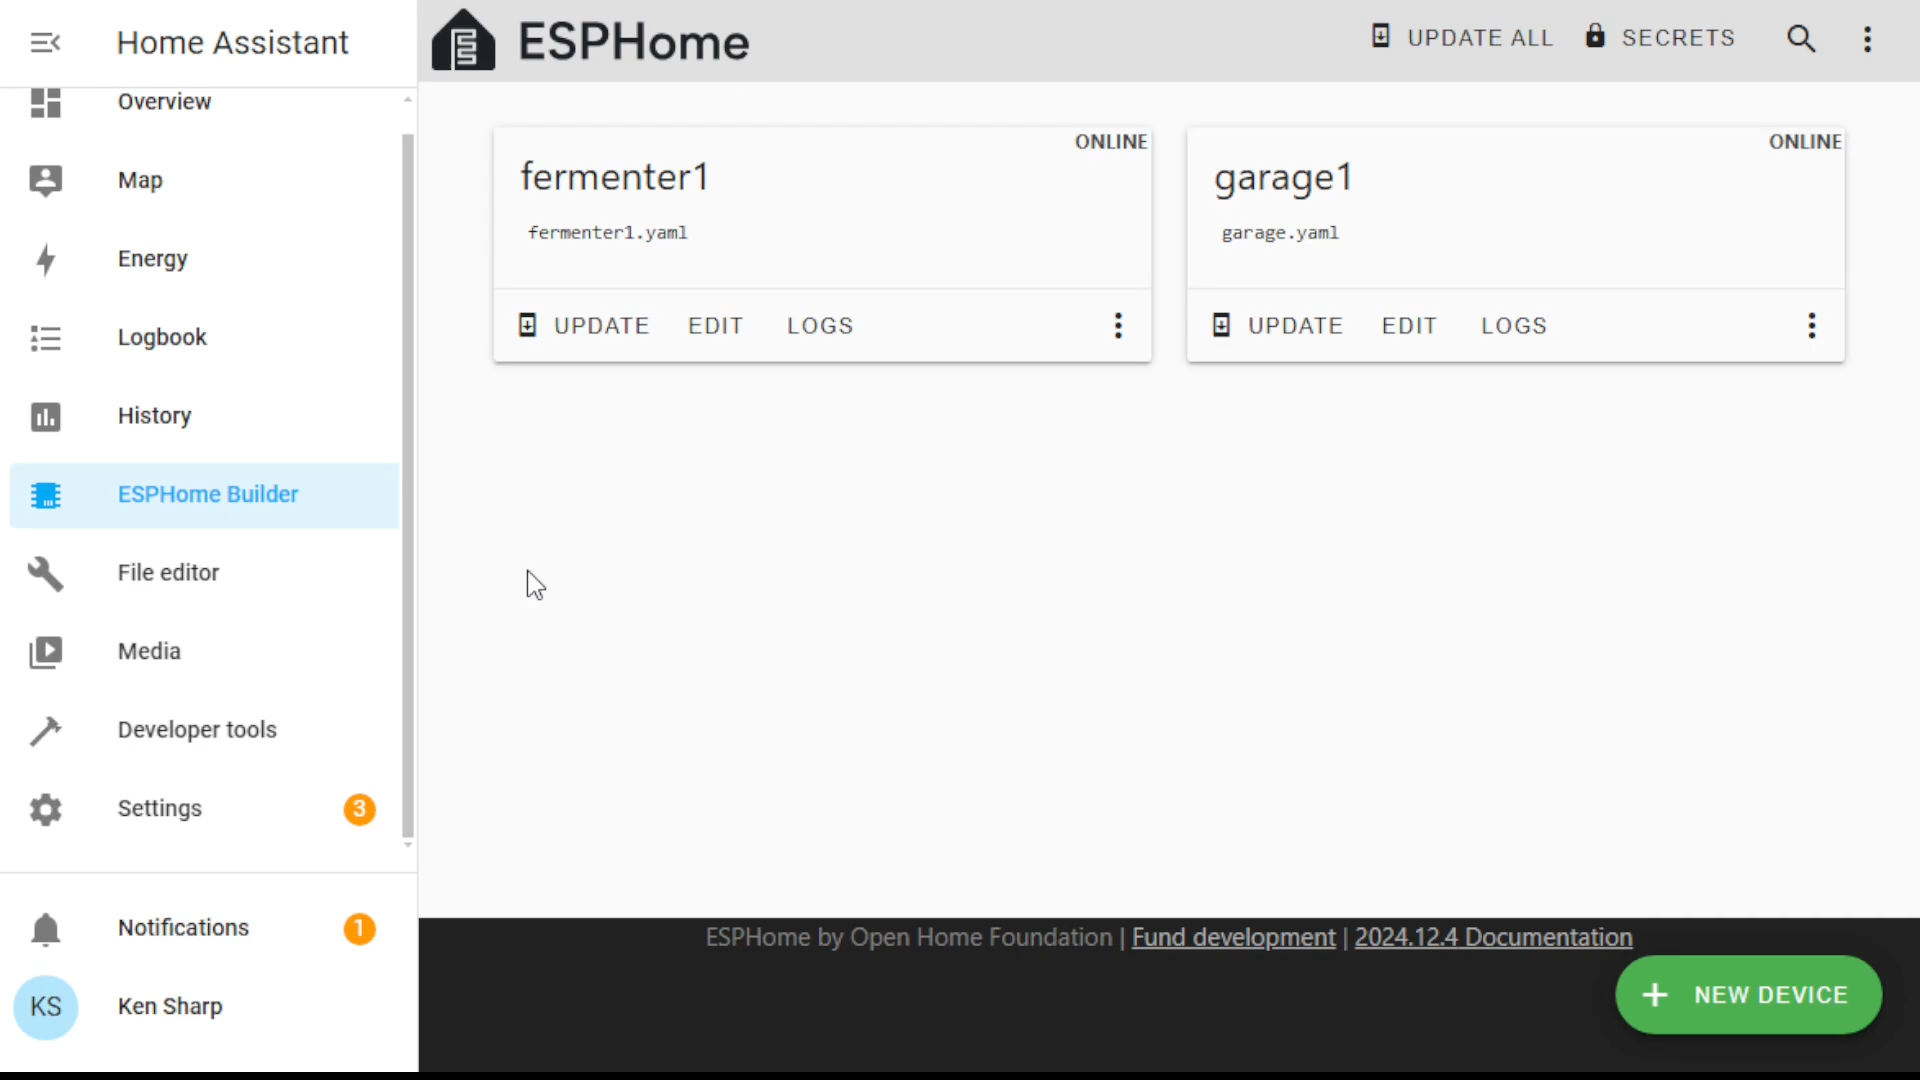 Home Assistant
Overview
Map
Energy
Logbook
History
ESPHome Builder
File editor
Media
Developer tools
Settings 3
Notifications 1
KS Ken Sharp
ESPHome
UPDATE ALL SECRETS
ONLINE
fermenter1
fermenter1.yaml
UPDATE EDIT LOGS
ONLINE
garage1
garage.yaml
UPDATE EDIT LOGS
ESPHome by Open Home Foundation | Fund development | 2024.12.4 Documentation
+ NEW DEVICE